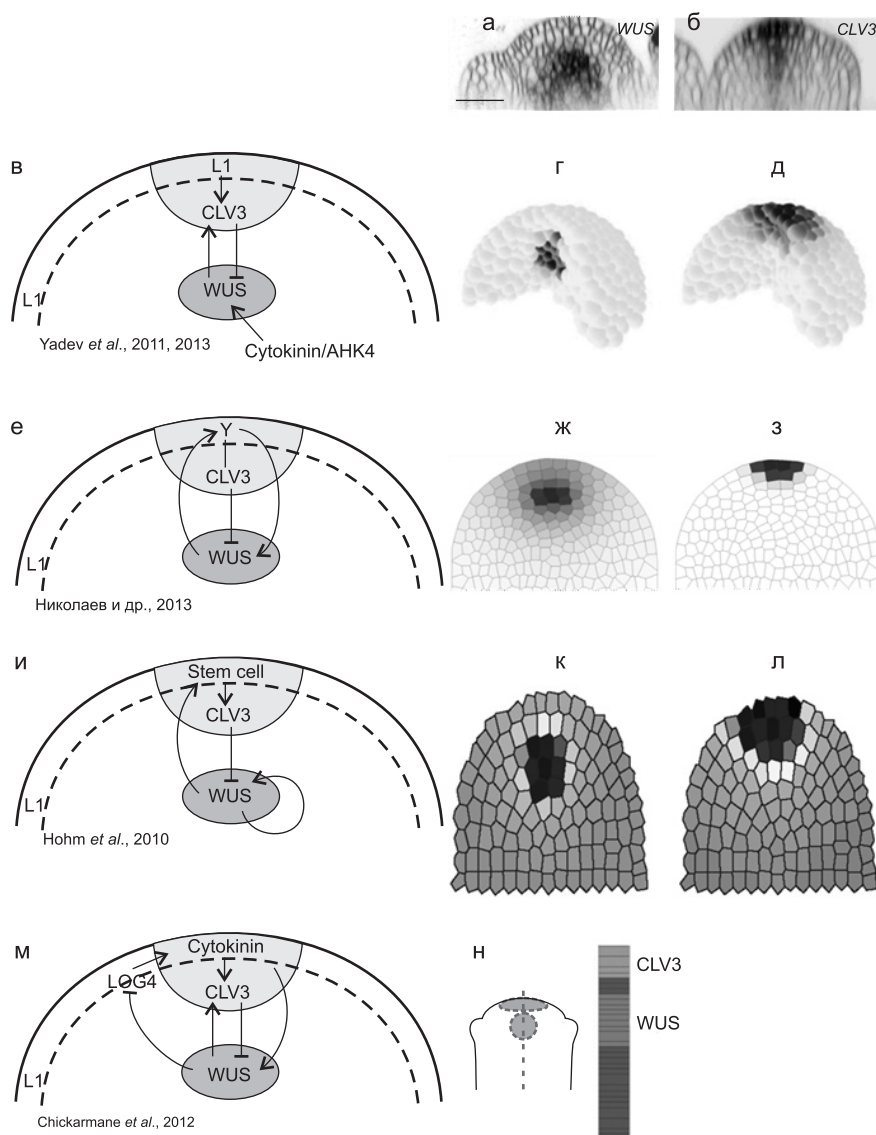 а WUS б CLV3
в г д
L1
CLV3
WUS
L1
Cytokinin/AHK4
Yadev et al., 2011, 2013
е ж з
Y
CLV3
WUS
L1
Николаев и др., 2013
и к л
Stem cell
CLV3
WUS
L1
Hohm et al., 2010
м н
Cytokinin
LOG4
CLV3
WUS
L1
Chickarmane et al., 2012
CLV3
WUS